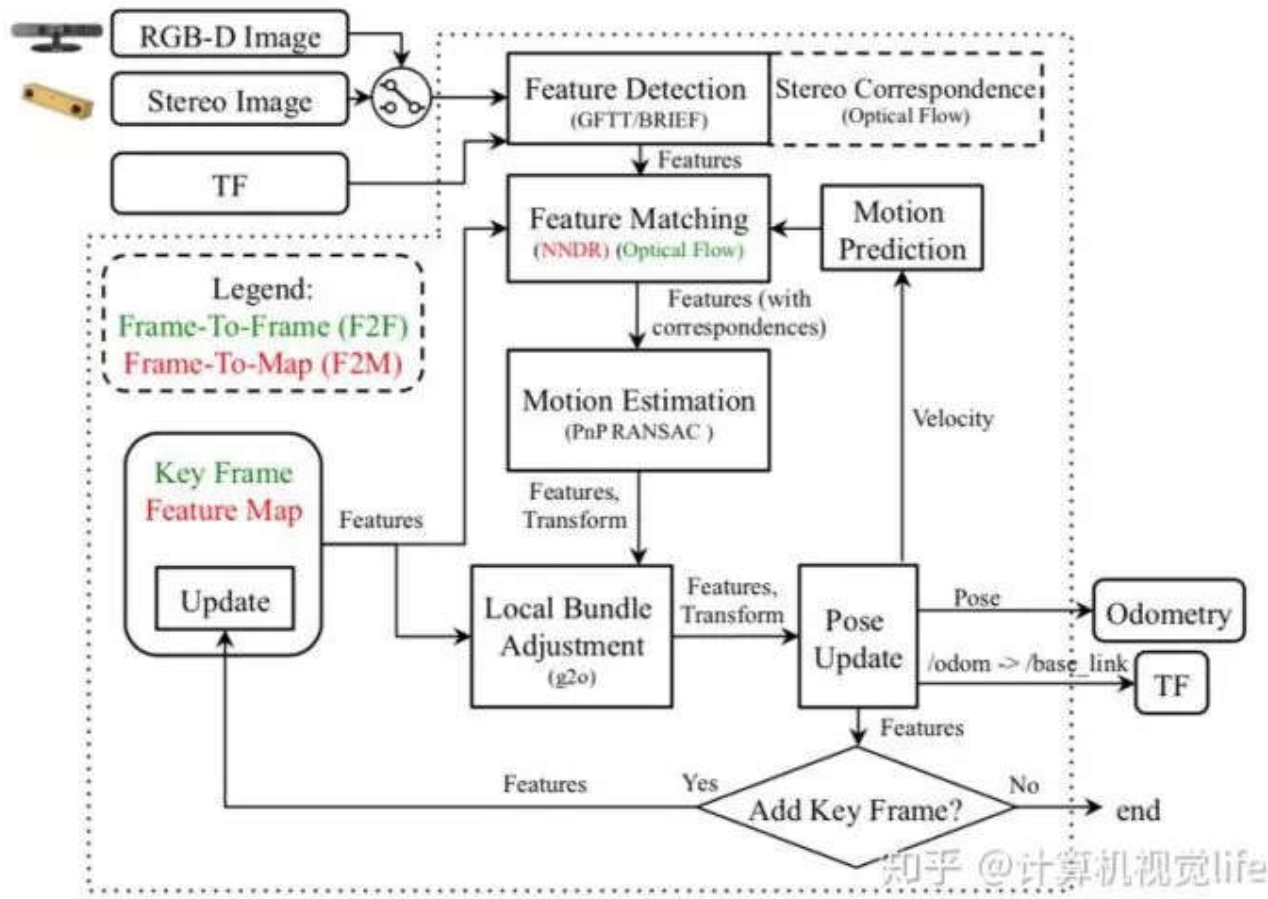 RGB-D Image
Stereo Image
TF
Feature Detection
(GFTT/BRIEF)
Stereo Correspondence
(Optical Flow)
Features
Feature Matching
(NNDR) (Optical Flow)
Motion
Prediction
Legend:
Frame-To-Frame (F2F)
Frame-To-Map (F2M)
Features (with
correspondences)
Motion Estimation
(PnP RANSAC )
Velocity
Key Frame
Feature Map
Update
Features
Features,
Transform
Local Bundle
Adjustment
(g2o)
Features,
Transform
Pose
Update
Pose
Odometry
/odom -> /base_link
TF
Features
Features
Yes
Add Key Frame?
No
end
知乎 @计算机视觉life